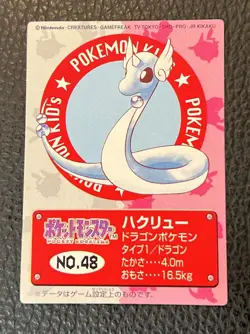 © Nintendo・CREATURES・GAMEFREAK・TV TOKYO・SHO-PRO・JR KIKAKU
POKEMON KIDS
ポケットモンスター
POCKET MONSTERS
NO.48
ハクリュー
ドラゴンポケモン
タイプ1/ドラゴン
たかさ‥‥4.0m
おもさ‥‥16.5kg
※データはゲーム設定上のものです。